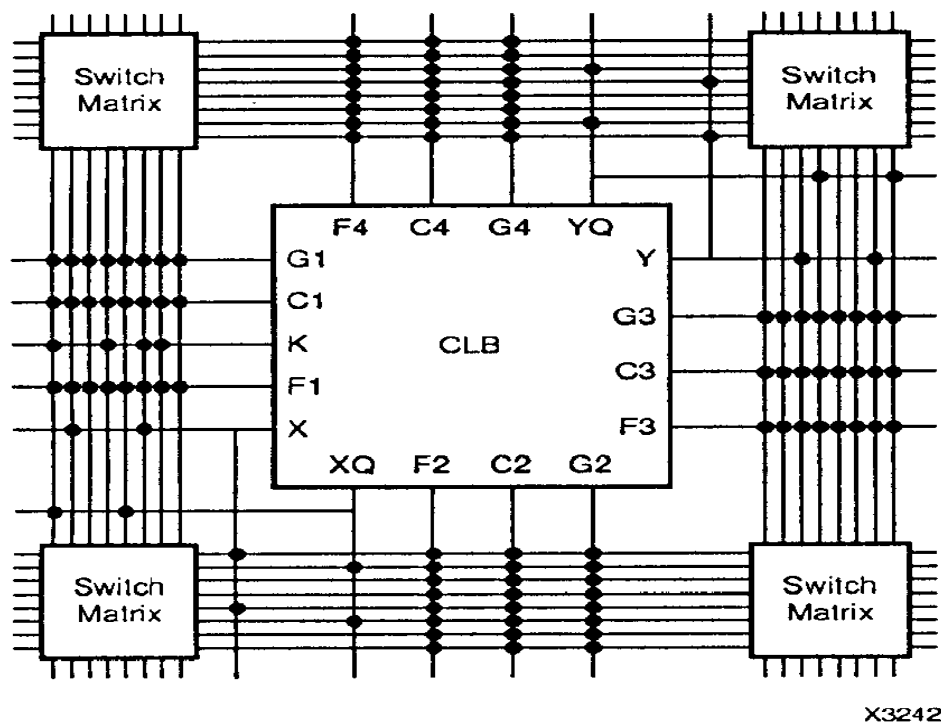 Switch
Matrix
Switch
Matrix
F4 C4 G4 YQ
G1
Y
C1
G3
K
CLB
C3
F1
F3
X
XQ F2 C2 G2
Switch
Matrix
Switch
Matrix
X3242